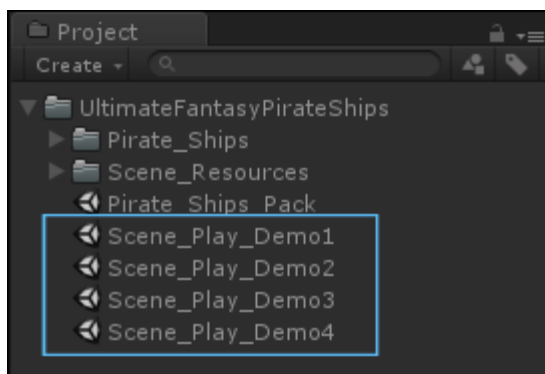 Project
Create
UltimateFantasyPirateShips
Pirate_Ships
Scene_Resources
Pirate_Ships_Pack
Scene_Play_Demo1
Scene_Play_Demo2
Scene_Play_Demo3
Scene_Play_Demo4